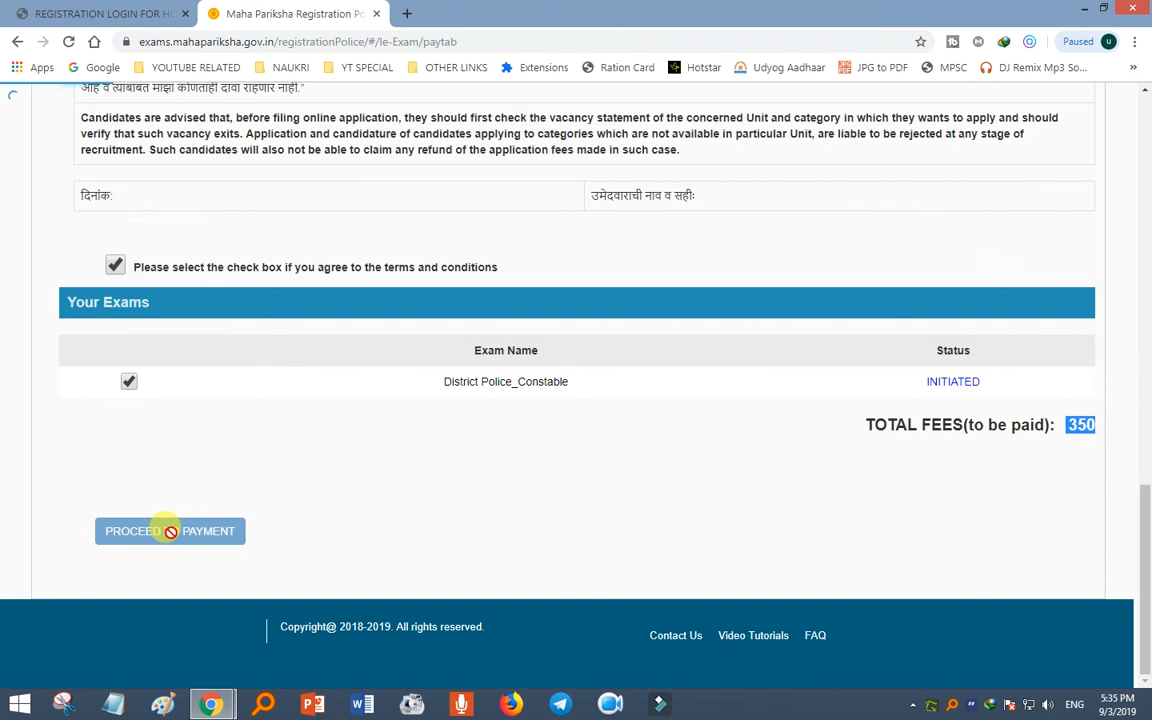 REGISTRATION LOGIN FOR HO
Maha Pariksha Registration Po
exams.mahapariksha.gov.in/registrationPolice/#/le-Exam/paytab
Paused
u
Apps
Google
YOUTUBE RELATED
NAUKRI
YT SPECIAL
OTHER LINKS
Extensions
Ration Card
Hotstar
Udyog Aadhaar
JPG to PDF
MPSC
DJ Remix Mp3 So...
आहे व त्याबाबत माझा कोणताही दावा राहणार नाही."
Candidates are advised that, before filing online application, they should first check the vacancy statement of the concerned Unit and category in which they wants to apply and should
verify that such vacancy exits. Application and candidature of candidates applying to categories which are not available in particular Unit, are liable to be rejected at any stage of
recruitment. Such candidates will also not be able to claim any refund of the application fees made in such case.
दिनांक:
उमेदवाराची नाव व सहीः
Please select the check box if you agree to the terms and conditions
Your Exams
Exam Name
Status
District Police_Constable
INITIATED
TOTAL FEES(to be paid): 350
PROCEED PAYMENT
Copyright@ 2018-2019. All rights reserved.
Contact Us
Video Tutorials
FAQ
ENG
5:35 PM
9/3/2019